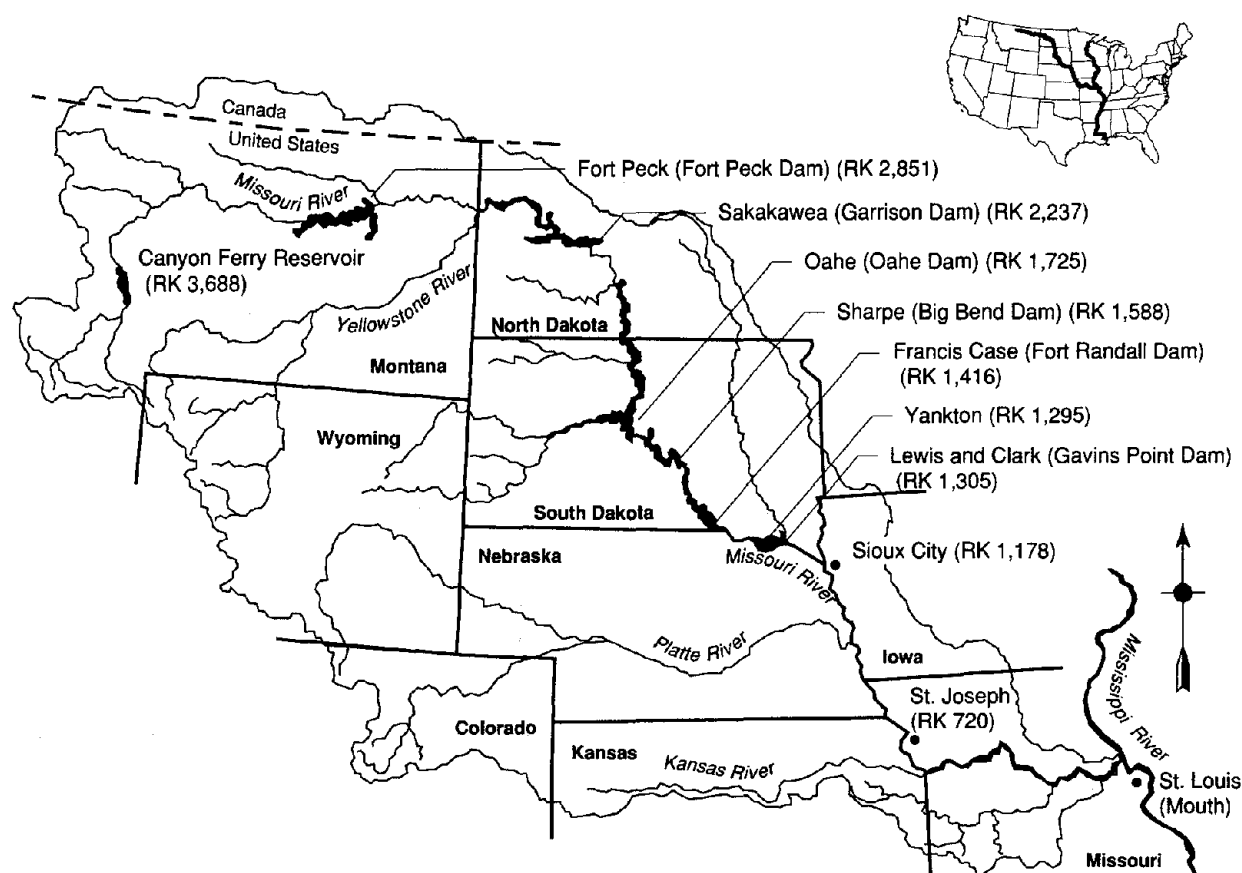 Canada
United States
Missouri River
Fort Peck (Fort Peck Dam) (RK 2,851)
Sakakawea (Garrison Dam) (RK 2,237)
Canyon Ferry Reservoir
(RK 3,688)
Oahe (Oahe Dam) (RK 1,725)
Yellowstone River
Sharpe (Big Bend Dam) (RK 1,588)
North Dakota
Montana
Francis Case (Fort Randall Dam)
(RK 1,416)
Wyoming
Yankton (RK 1,295)
Lewis and Clark (Gavins Point Dam)
(RK 1,305)
South Dakota
Nebraska
Missouri River
Sioux City (RK 1,178)
Platte River
Iowa
Mississippi River
St. Joseph
(RK 720)
Colorado
Kansas
Kansas River
St. Louis
(Mouth)
Missouri